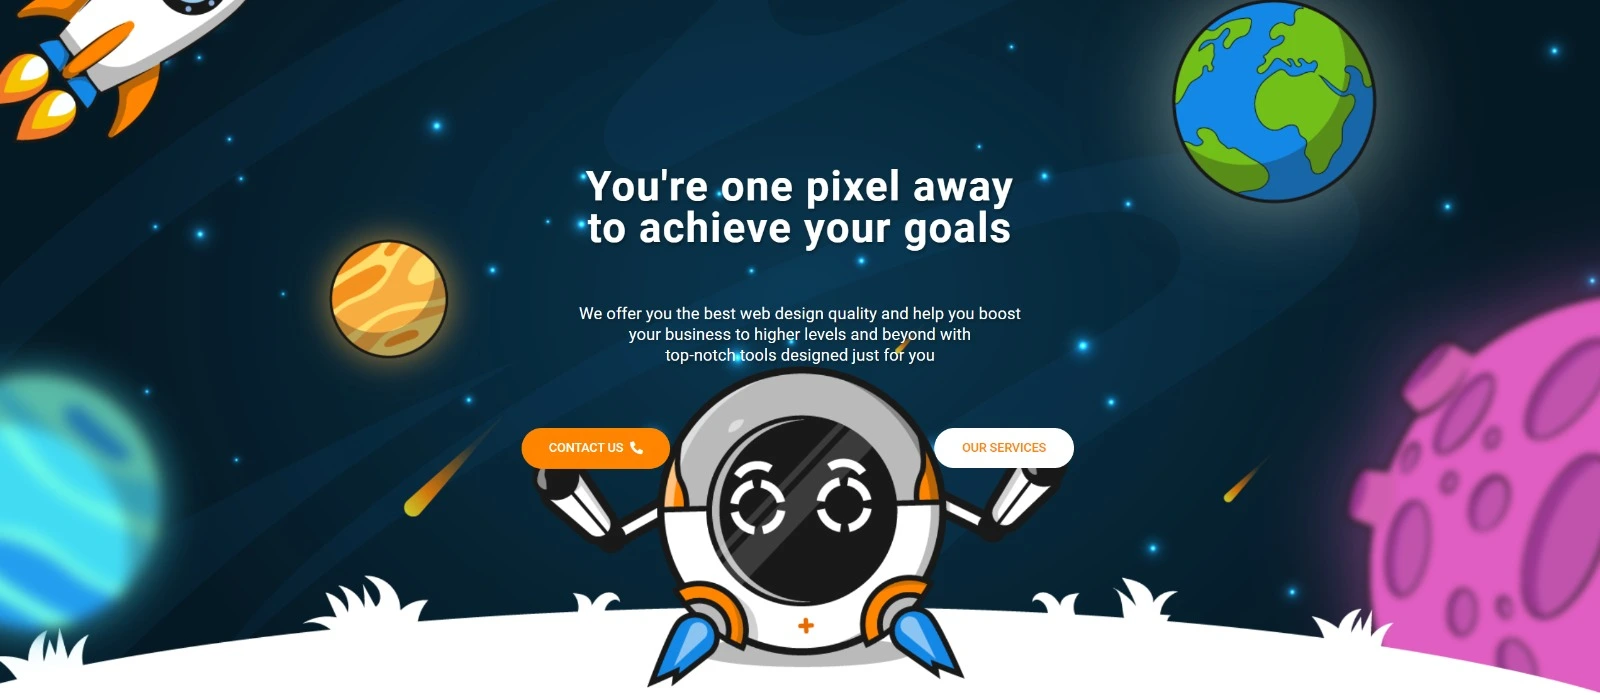 You're one pixel away
to achieve your goals
We offer you the best web design quality and help you boost
your business to higher levels and beyond with
top-notch tools designed just for you
CONTACT US
OUR SERVICES